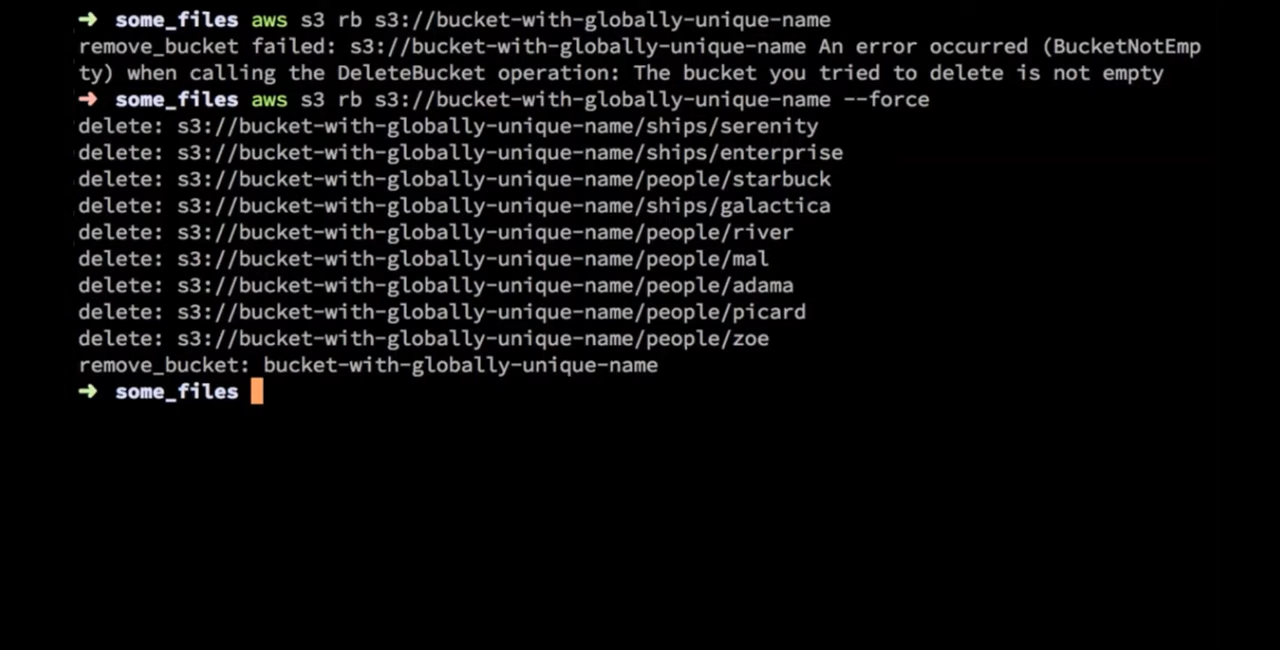 ➜ some_files aws s3 rb s3://bucket-with-globally-unique-name
remove_bucket failed: s3://bucket-with-globally-unique-name An error occurred (BucketNotEmp
ty) when calling the DeleteBucket operation: The bucket you tried to delete is not empty
➜ some_files aws s3 rb s3://bucket-with-globally-unique-name --force
delete: s3://bucket-with-globally-unique-name/ships/serenity
delete: s3://bucket-with-globally-unique-name/ships/enterprise
delete: s3://bucket-with-globally-unique-name/people/starbuck
delete: s3://bucket-with-globally-unique-name/ships/galactica
delete: s3://bucket-with-globally-unique-name/people/river
delete: s3://bucket-with-globally-unique-name/people/mal
delete: s3://bucket-with-globally-unique-name/people/adama
delete: s3://bucket-with-globally-unique-name/people/picard
delete: s3://bucket-with-globally-unique-name/people/zoe
remove_bucket: bucket-with-globally-unique-name
➜ some_files